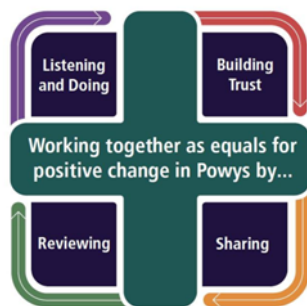 Listening
and Doing
Building
Trust
Working together as equals for
positive change in Powys by...
Reviewing
Sharing